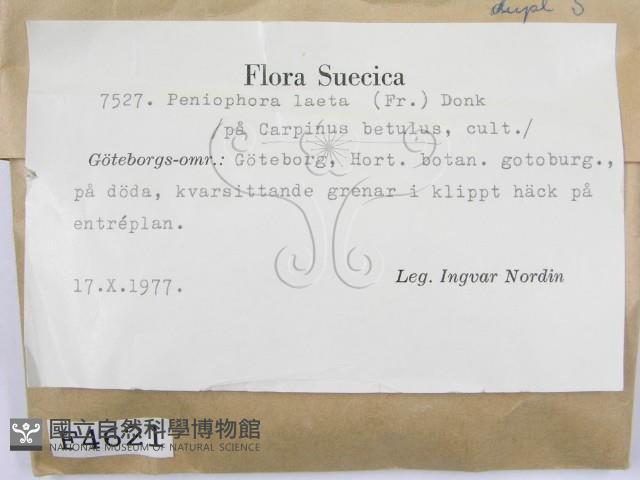 Dupl S
Flora Suecica
7527. Peniophora laeta (Fr.) Donk
/på Carpinus betulus, cult./
Göteborgs-omr.: Göteborg, Hort. botan. gotoburg.,
på döda, kvarsittande grenar i klippt häck på
entréplan.
17.X.1977.
Leg. Ingvar Nordin
國立自然科學博物館
NATIONAL MUSEUM OF NATURAL SCIENCE
F4621